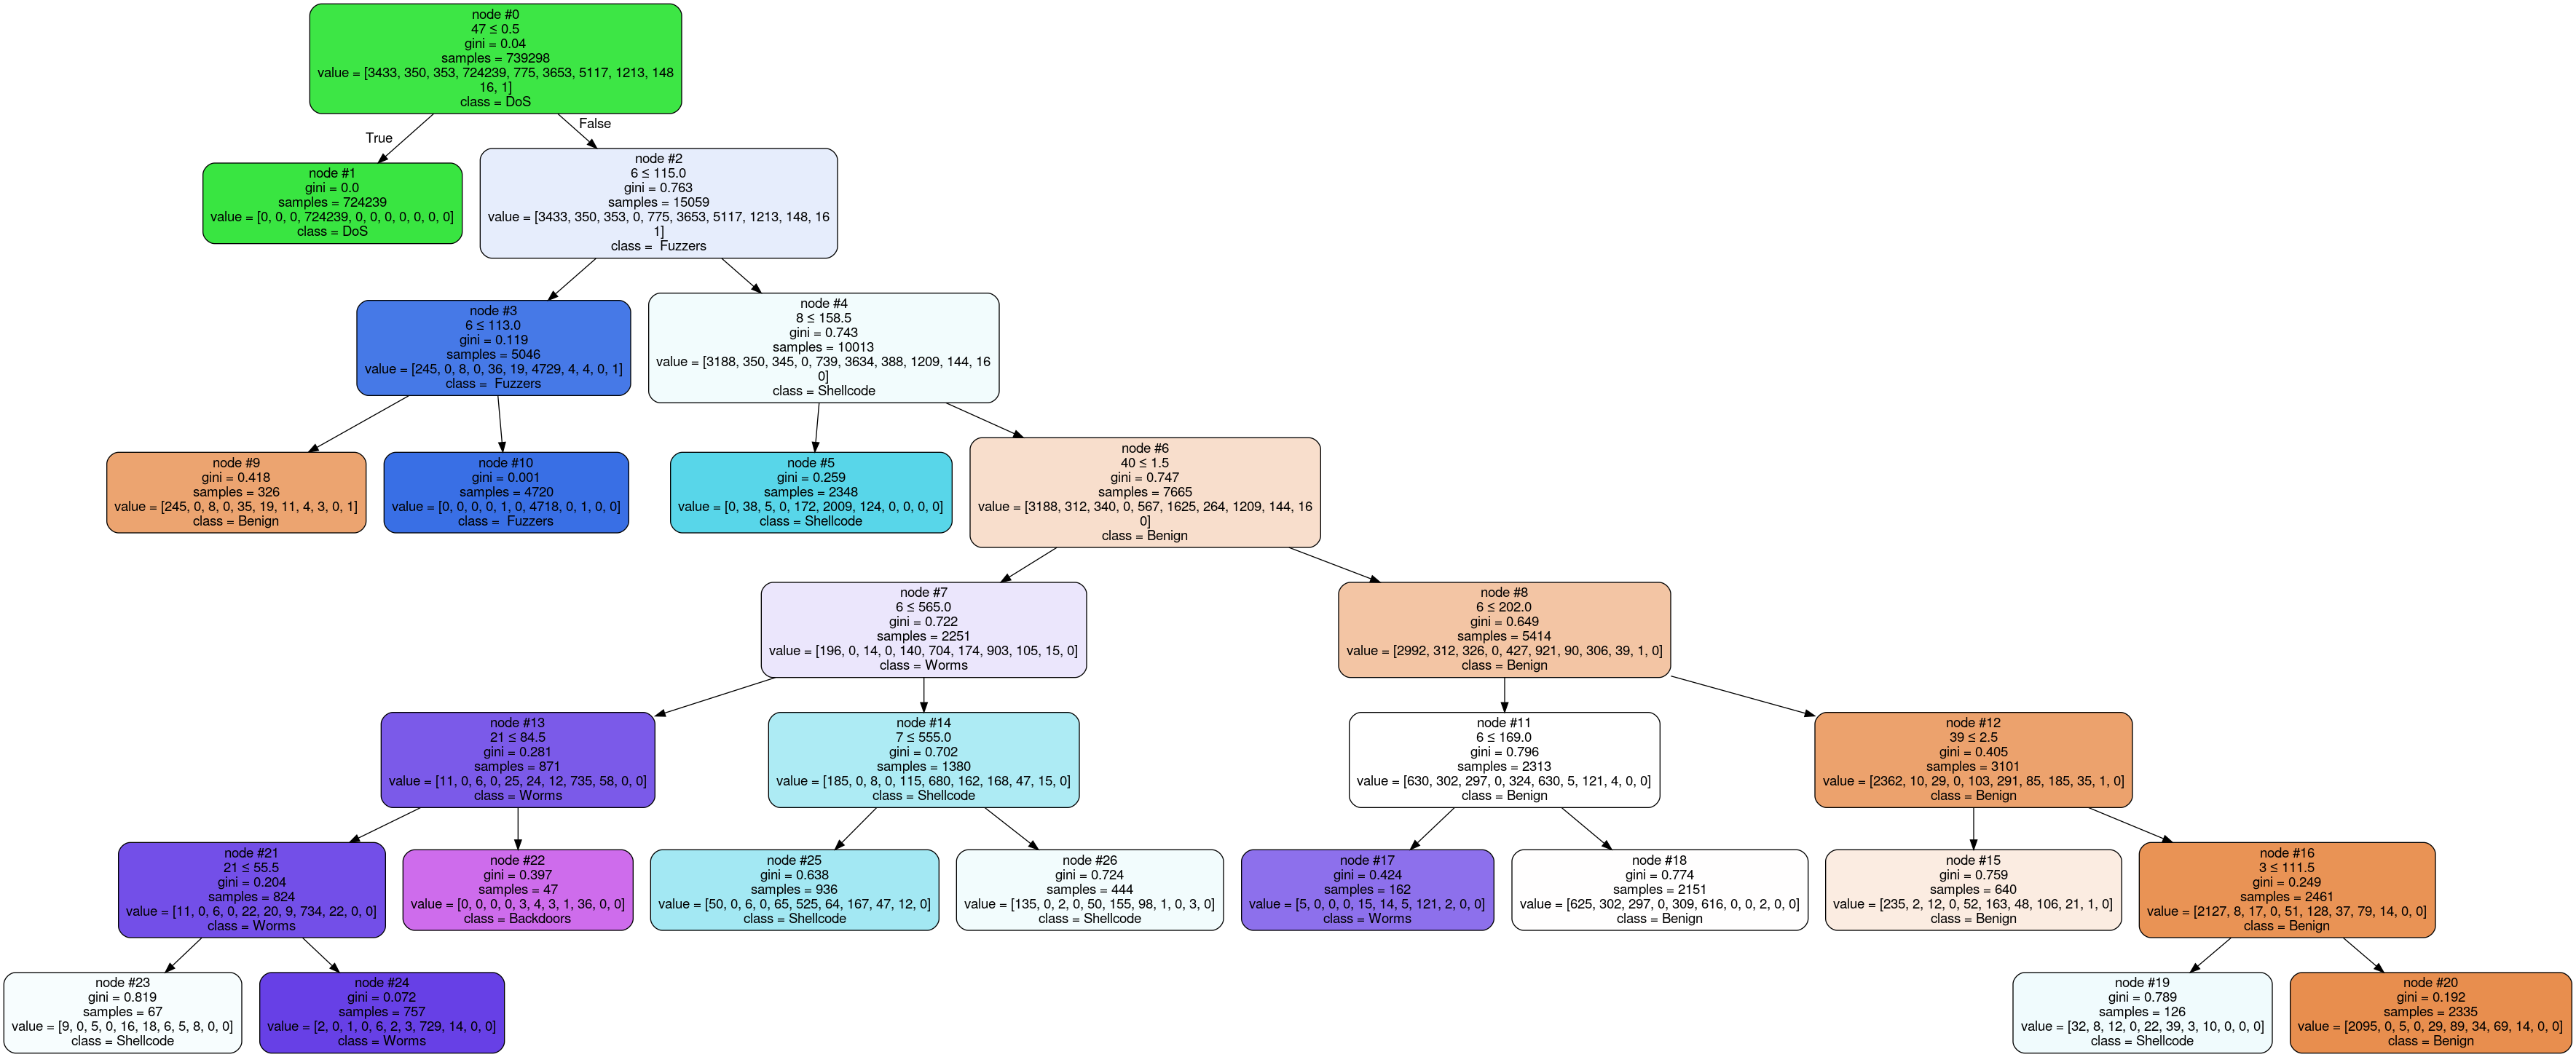 node #0
47 ≤ 0.5
gini = 0.04
samples = 739298
value = [3433, 350, 353, 724239, 775, 3653, 5117, 1213, 148
16, 1]
class = DoS
True
False
node #1
gini = 0.0
samples = 724239
value = [0, 0, 0, 724239, 0, 0, 0, 0, 0, 0, 0]
class = DoS
node #2
6 ≤ 115.0
gini = 0.763
samples = 15059
value = [3433, 350, 353, 0, 775, 3653, 5117, 1213, 148, 16
1]
class =  Fuzzers
node #3
6 ≤ 113.0
gini = 0.119
samples = 5046
value = [245, 0, 8, 0, 36, 19, 4729, 4, 4, 0, 1]
class =  Fuzzers
node #4
8 ≤ 158.5
gini = 0.743
samples = 10013
value = [3188, 350, 345, 0, 739, 3634, 388, 1209, 144, 16
0]
class = Shellcode
node #9
gini = 0.418
samples = 326
value = [245, 0, 8, 0, 35, 19, 11, 4, 3, 0, 1]
class = Benign
node #10
gini = 0.001
samples = 4720
value = [0, 0, 0, 0, 1, 0, 4718, 0, 1, 0, 0]
class =  Fuzzers
node #5
gini = 0.259
samples = 2348
value = [0, 38, 5, 0, 172, 2009, 124, 0, 0, 0, 0]
class = Shellcode
node #6
40 ≤ 1.5
gini = 0.747
samples = 7665
value = [3188, 312, 340, 0, 567, 1625, 264, 1209, 144, 16
0]
class = Benign
node #7
6 ≤ 565.0
gini = 0.722
samples = 2251
value = [196, 0, 14, 0, 140, 704, 174, 903, 105, 15, 0]
class = Worms
node #8
6 ≤ 202.0
gini = 0.649
samples = 5414
value = [2992, 312, 326, 0, 427, 921, 90, 306, 39, 1, 0]
class = Benign
node #13
21 ≤ 84.5
gini = 0.281
samples = 871
value = [11, 0, 6, 0, 25, 24, 12, 735, 58, 0, 0]
class = Worms
node #14
7 ≤ 555.0
gini = 0.702
samples = 1380
value = [185, 0, 8, 0, 115, 680, 162, 168, 47, 15, 0]
class = Shellcode
node #11
6 ≤ 169.0
gini = 0.796
samples = 2313
value = [630, 302, 297, 0, 324, 630, 5, 121, 4, 0, 0]
class = Benign
node #12
39 ≤ 2.5
gini = 0.405
samples = 3101
value = [2362, 10, 29, 0, 103, 291, 85, 185, 35, 1, 0]
class = Benign
node #21
21 ≤ 55.5
gini = 0.204
samples = 824
value = [11, 0, 6, 0, 22, 20, 9, 734, 22, 0, 0]
class = Worms
node #22
gini = 0.397
samples = 47
value = [0, 0, 0, 0, 3, 4, 3, 1, 36, 0, 0]
class = Backdoors
node #25
gini = 0.638
samples = 936
value = [50, 0, 6, 0, 65, 525, 64, 167, 47, 12, 0]
class = Shellcode
node #26
gini = 0.724
samples = 444
value = [135, 0, 2, 0, 50, 155, 98, 1, 0, 3, 0]
class = Shellcode
node #17
gini = 0.424
samples = 162
value = [5, 0, 0, 0, 15, 14, 5, 121, 2, 0, 0]
class = Worms
node #18
gini = 0.774
samples = 2151
value = [625, 302, 297, 0, 309, 616, 0, 0, 2, 0, 0]
class = Benign
node #15
gini = 0.759
samples = 640
value = [235, 2, 12, 0, 52, 163, 48, 106, 21, 1, 0]
class = Benign
node #16
3 ≤ 111.5
gini = 0.249
samples = 2461
value = [2127, 8, 17, 0, 51, 128, 37, 79, 14, 0, 0]
class = Benign
node #23
gini = 0.819
samples = 67
value = [9, 0, 5, 0, 16, 18, 6, 5, 8, 0, 0]
class = Shellcode
node #24
gini = 0.072
samples = 757
value = [2, 0, 1, 0, 6, 2, 3, 729, 14, 0, 0]
class = Worms
node #19
gini = 0.789
samples = 126
value = [32, 8, 12, 0, 22, 39, 3, 10, 0, 0, 0]
class = Shellcode
node #20
gini = 0.192
samples = 2335
value = [2095, 0, 5, 0, 29, 89, 34, 69, 14, 0, 0]
class = Benign